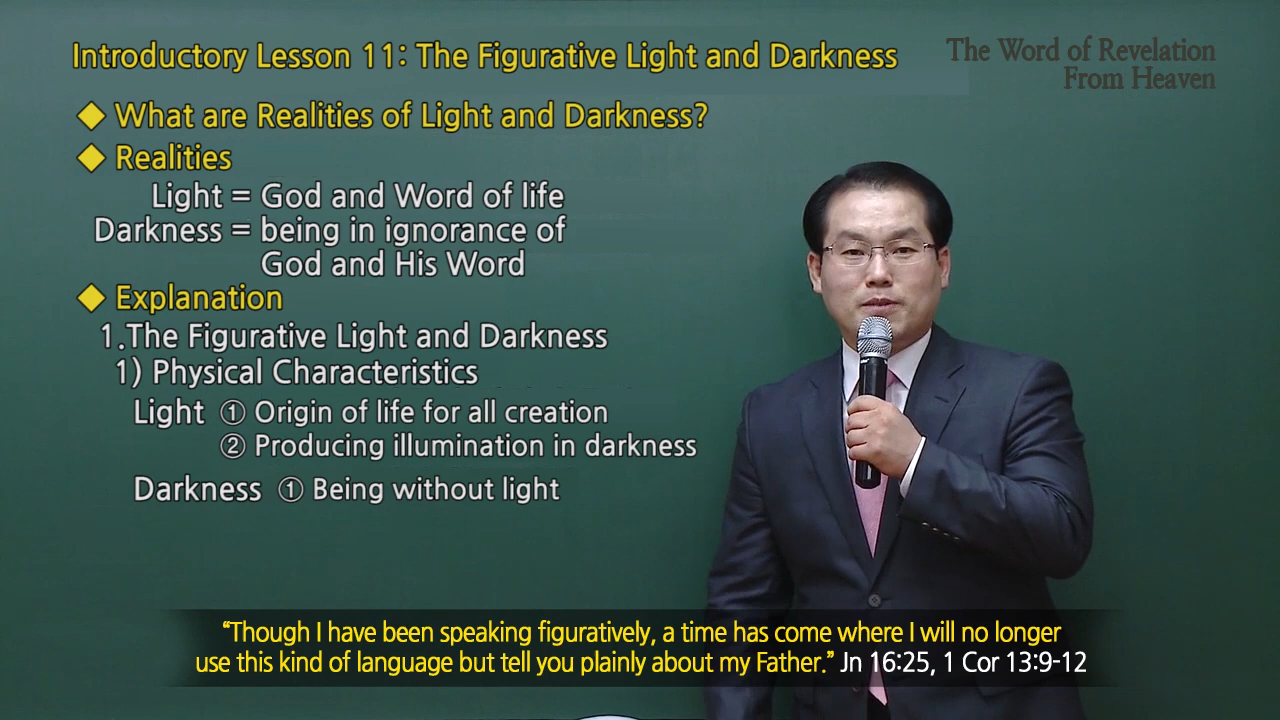 Introductory Lesson 11: The Figurative Light and Darkness
The Word of Revelation
From Heaven
◆ What are Realities of Light and Darkness?
◆ Realities
Light = God and Word of life
Darkness = being in ignorance of
God and His Word
◆ Explanation
1.The Figurative Light and Darkness
1) Physical Characteristics
Light ① Origin of life for all creation
② Producing illumination in darkness
Darkness ① Being without light
“Though I have been speaking figuratively, a time has come where I will no longer
use this kind of language but tell you plainly about my Father.” Jn 16:25, 1 Cor 13:9-12